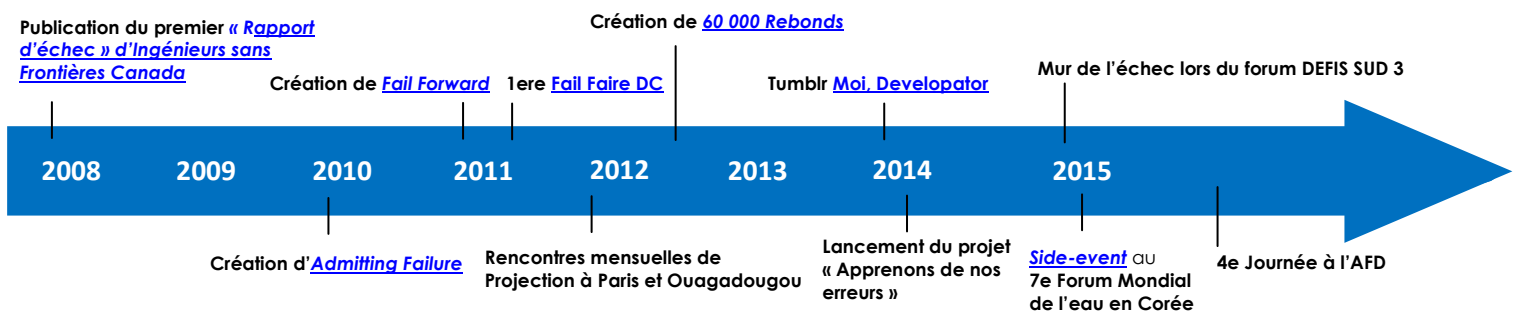 Publication du premier « Rapport
d'échec » d'Ingénieurs sans
Frontières Canada
Création de Fail Forward
1ere Fail Faire DC
Création de 60 000 Rebonds
Tumblr Moi, Developator
Mur de l'échec lors du forum DEFIS SUD 3
2008 2009 2010 2011 2012 2013 2014 2015
Création d'Admitting Failure
Rencontres mensuelles de
Projection à Paris et Ouagadougou
Lancement du projet
« Apprenons de nos
erreurs »
Side-event au
7e Forum Mondial
de l'eau en Corée
4e Journée à l'AFD